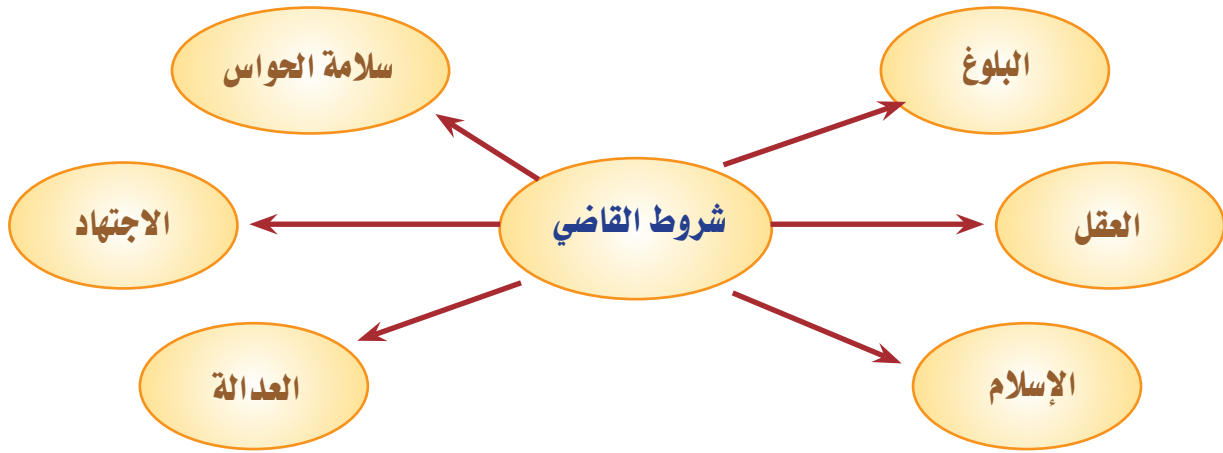 شروط القاضي
البلوغ
العقل
الإسلام
سلامة الحواس
الاجتهاد
العدالة